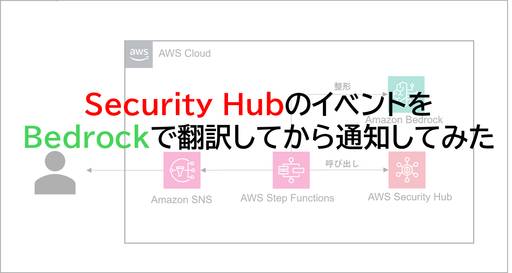 aws
AWS Cloud
整形
Security Hubのイベントを
Amazon Bedrock
Bedrockで翻訳してから通知してみた
呼び出し
Amazon SNS
AWS Step Functions
AWS Security Hub